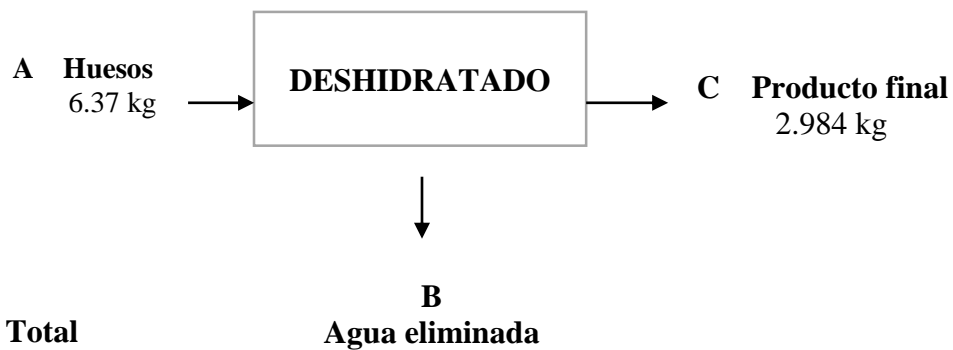 A Huesos
6.37 kg
DESHIDRATADO
C Producto final
2.984 kg
B
Total
Agua eliminada